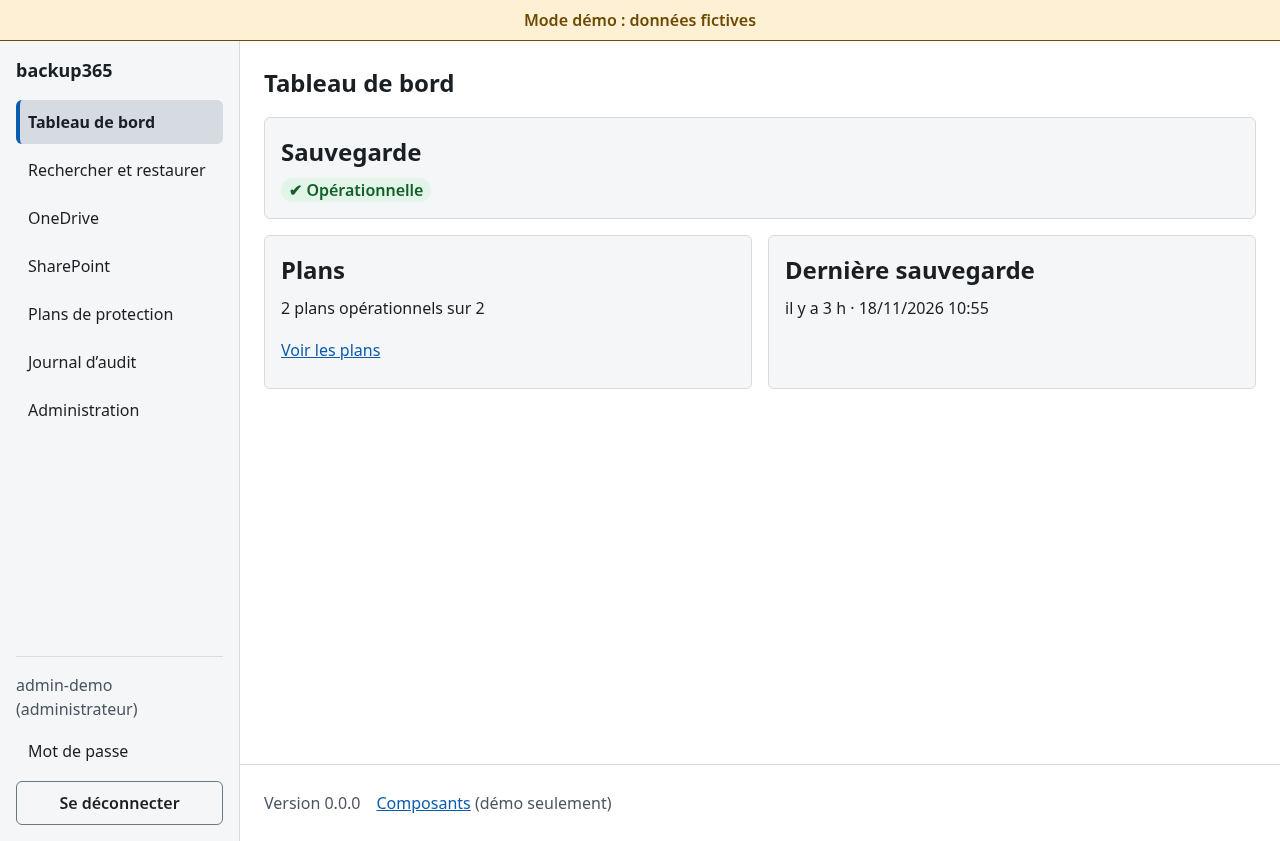 Mode démo : données fictives
backup365
Tableau de bord
Rechercher et restaurer
OneDrive
SharePoint
Plans de protection
Journal d’audit
Administration
admin-demo
(administrateur)
Mot de passe
Se déconnecter
Tableau de bord
Sauvegarde
✔ Opérationnelle
Plans
2 plans opérationnels sur 2
Voir les plans
Dernière sauvegarde
il y a 3 h · 18/11/2026 10:55
Version 0.0.0 Composants (démo seulement)